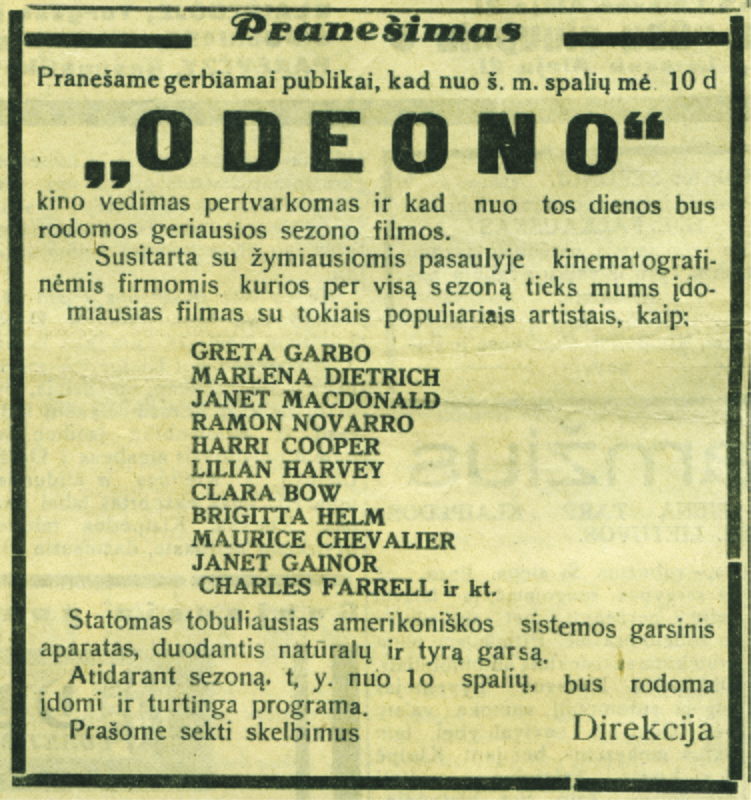 Pranešimas
Pranešame gerbiamai publikai, kad nuo š. m. spalių mė 10 d
„ODEONO“
kino vedimas pertvarkomas ir kad nuo tos dienos bus
rodomos geriausios sezono filmos.
Susitarta su žymiausiomis pasaulyje kinematografi-
nėmis firmomis kurios per visą sezoną tieks mums įdo-
miausias filmas su tokiais populiariais artistais, kaip:
GRETA GARBO
MARLENA DIETRICH
JANET MACDONALD
RAMON NOVARRO
HARRI COOPER
LILIAN HARVEY
CLARA BOW
BRIGITTA HELM
MAURICE CHEVALIER
JANET GAINOR
CHARLES FARRELL ir kt.
Statomas tobuliausias amerikoniškos sistemos garsinis
aparatas, duodantis natūralų ir tyrą garsą.
Atidarant sezoną, t, y. nuo 1o spalių, bus rodoma
įdomi ir turtinga programa.
Prašome sekti skelbimus Direkcija